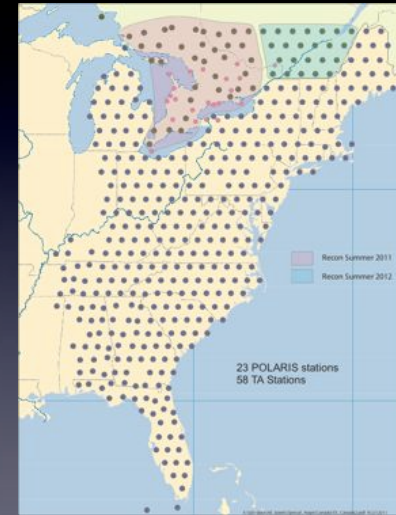 Recon Summer 2011
Recon Summer 2012
23 POLARIS stations
58 TA Stations